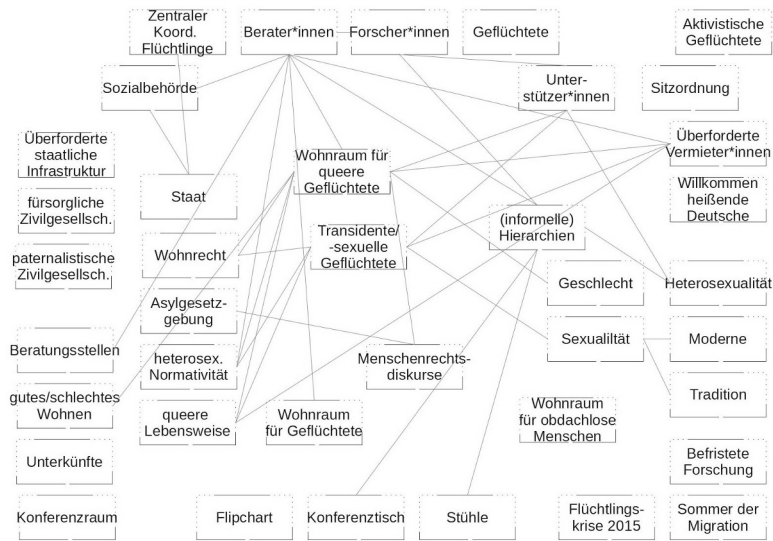 Zentraler
Koord.
Flüchtlinge
Berater*innen
Forscher*innen
Geflüchtete
Aktivistische
Geflüchtete
Sozialbehörde
Unter-
stützer*innen
Sitzordnung
Überforderte
staatliche
Infrastruktur
Wohnraum für
queere
Geflüchtete
Überforderte
Vermieter*innen
Staat
fürsorgliche
Zivilgesellsch.
Willkommen
heißende
Deutsche
Transidente/
-sexuelle
Geflüchtete
(informelle)
Hierarchien
Wohnrecht
paternalistische
Zivilgesellsch.
Asylgesetz-
gebung
Geschlecht
Heterosexualität
Beratungsstellen
heterosex.
Normativität
Menschenrechts-
diskurse
Sexualiltät
Moderne
gutes/schlechtes
Wohnen
queere
Lebensweise
Wohnraum
für Geflüchtete
Wohnraum
für obdachlose
Menschen
Tradition
Unterkünfte
Befristete
Forschung
Konferenzraum
Flipchart
Konferenztisch
Stühle
Flüchtlings-
krise 2015
Sommer der
Migration